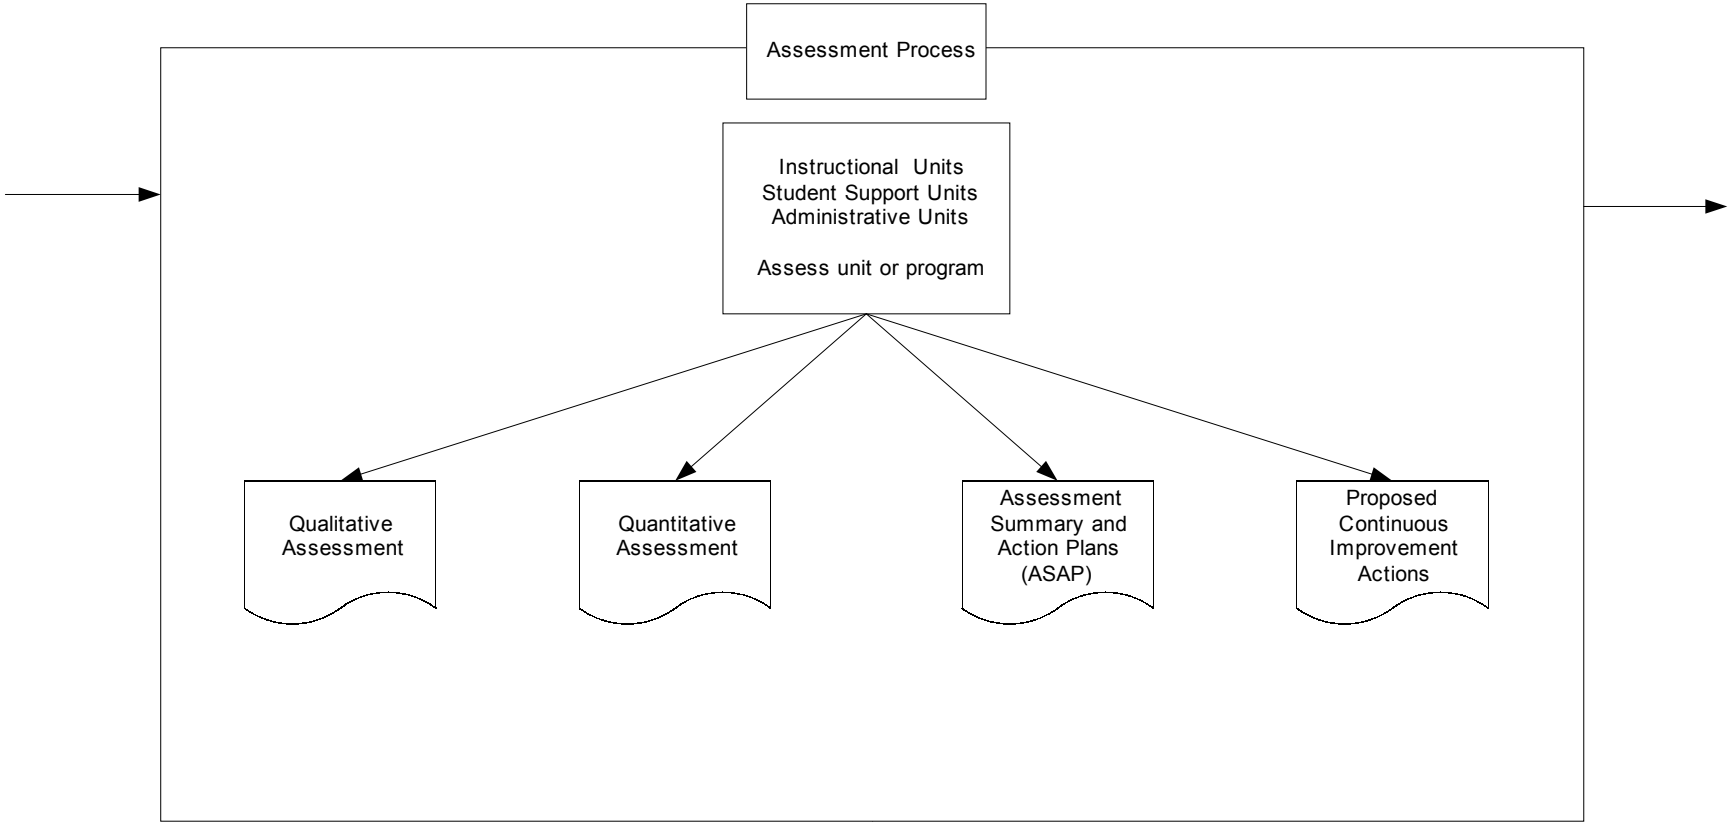 Assessment Process
Instructional Units
Student Support Units
Administrative Units
Assess unit or program
Qualitative
Assessment
Quantitative
Assessment
Assessment
Summary and
Action Plans
(ASAP)
Proposed
Continuous
Improvement
Actions